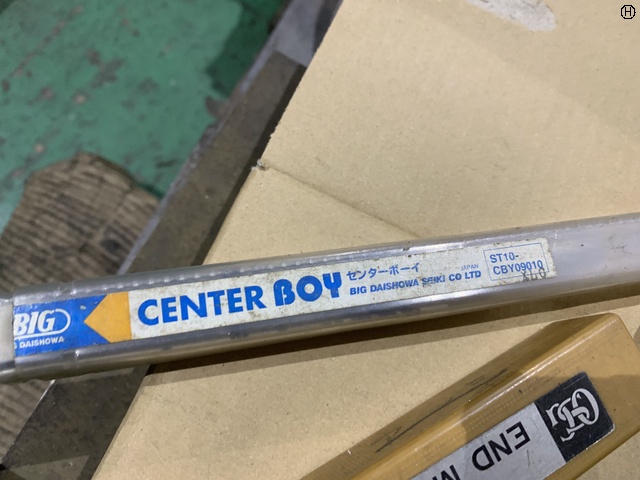 BIG
DAISHOWA
CENTER BOY
センターボーイ
JAPAN
BIG DAISHOWA SEIKI CO LTD
ST10-
CBY09010
OSG
END
H